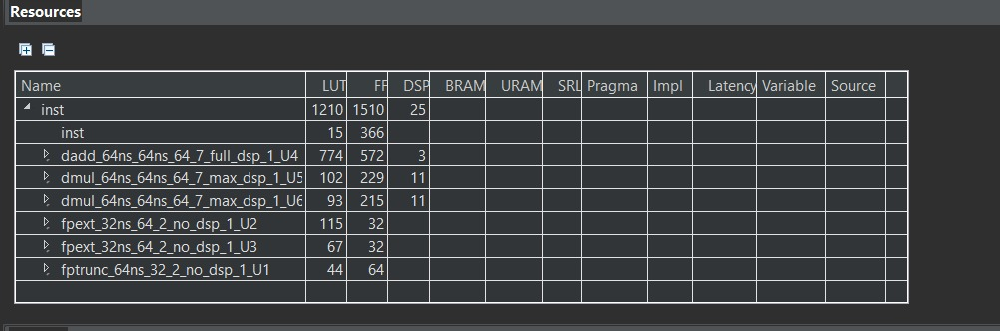 Resources
Name LUT FF DSP BRAM URAM SRL Pragma Impl Latency Variable Source
inst 1210 1510 25
inst 15 366
dadd_64ns_64ns_64_7_full_dsp_1_U4 774 572 3
dmul_64ns_64ns_64_7_max_dsp_1_U5 102 229 11
dmul_64ns_64ns_64_7_max_dsp_1_U6 93 215 11
fpext_32ns_64_2_no_dsp_1_U2 115 32
fpext_32ns_64_2_no_dsp_1_U3 67 32
fptrunc_64ns_32_2_no_dsp_1_U1 44 64